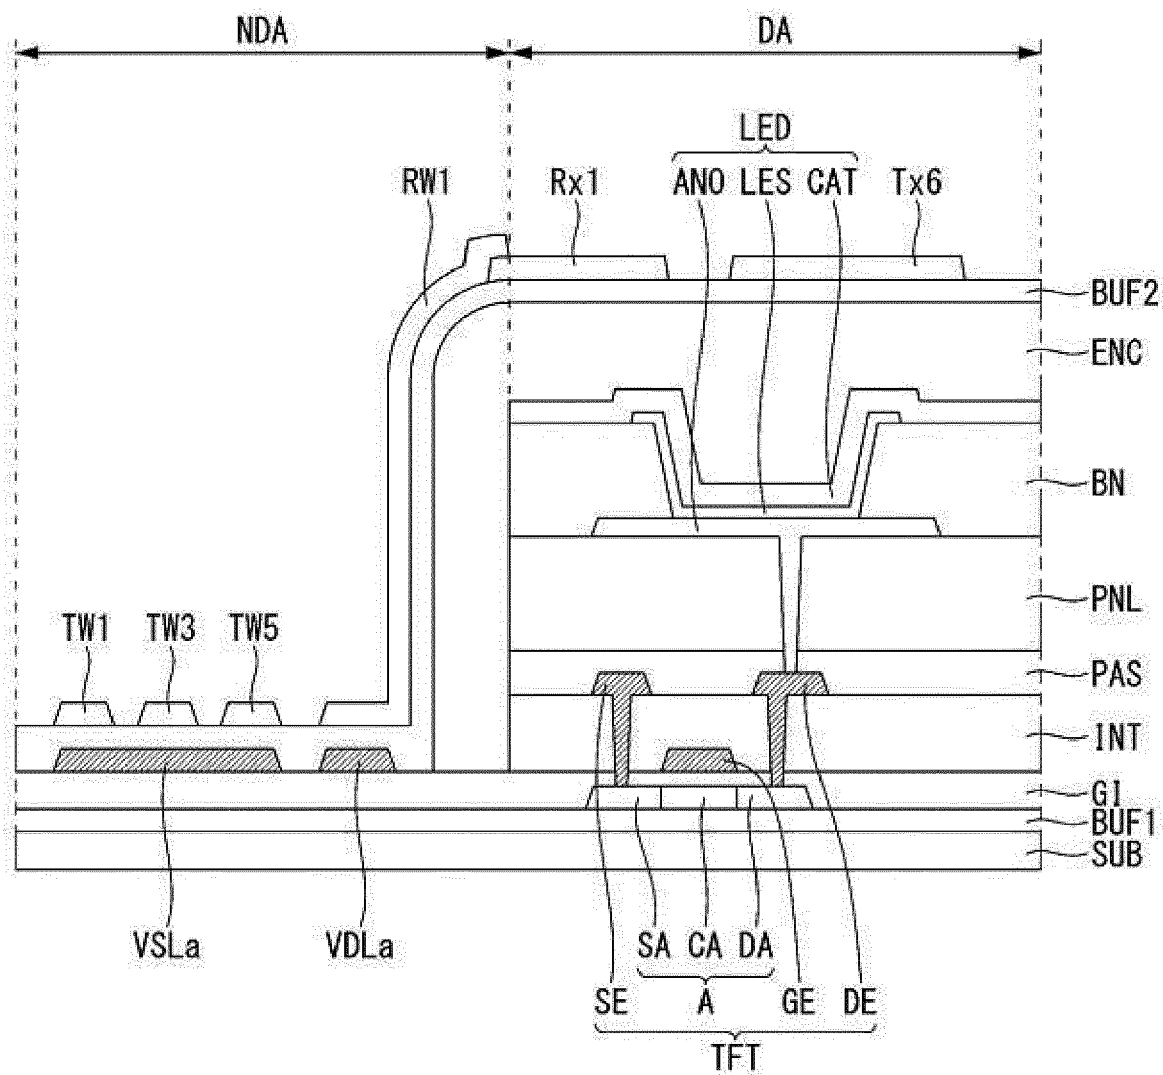 NDA DA
LED
RW1 Rx1 ANO LES CAT Tx6
BUF2
ENC
BN
PNL
TW1 TW3 TW5
PAS
INT
GI
BUF1
SUB
VSLa VDLa SA CA DA
SE A GE DE
TFT